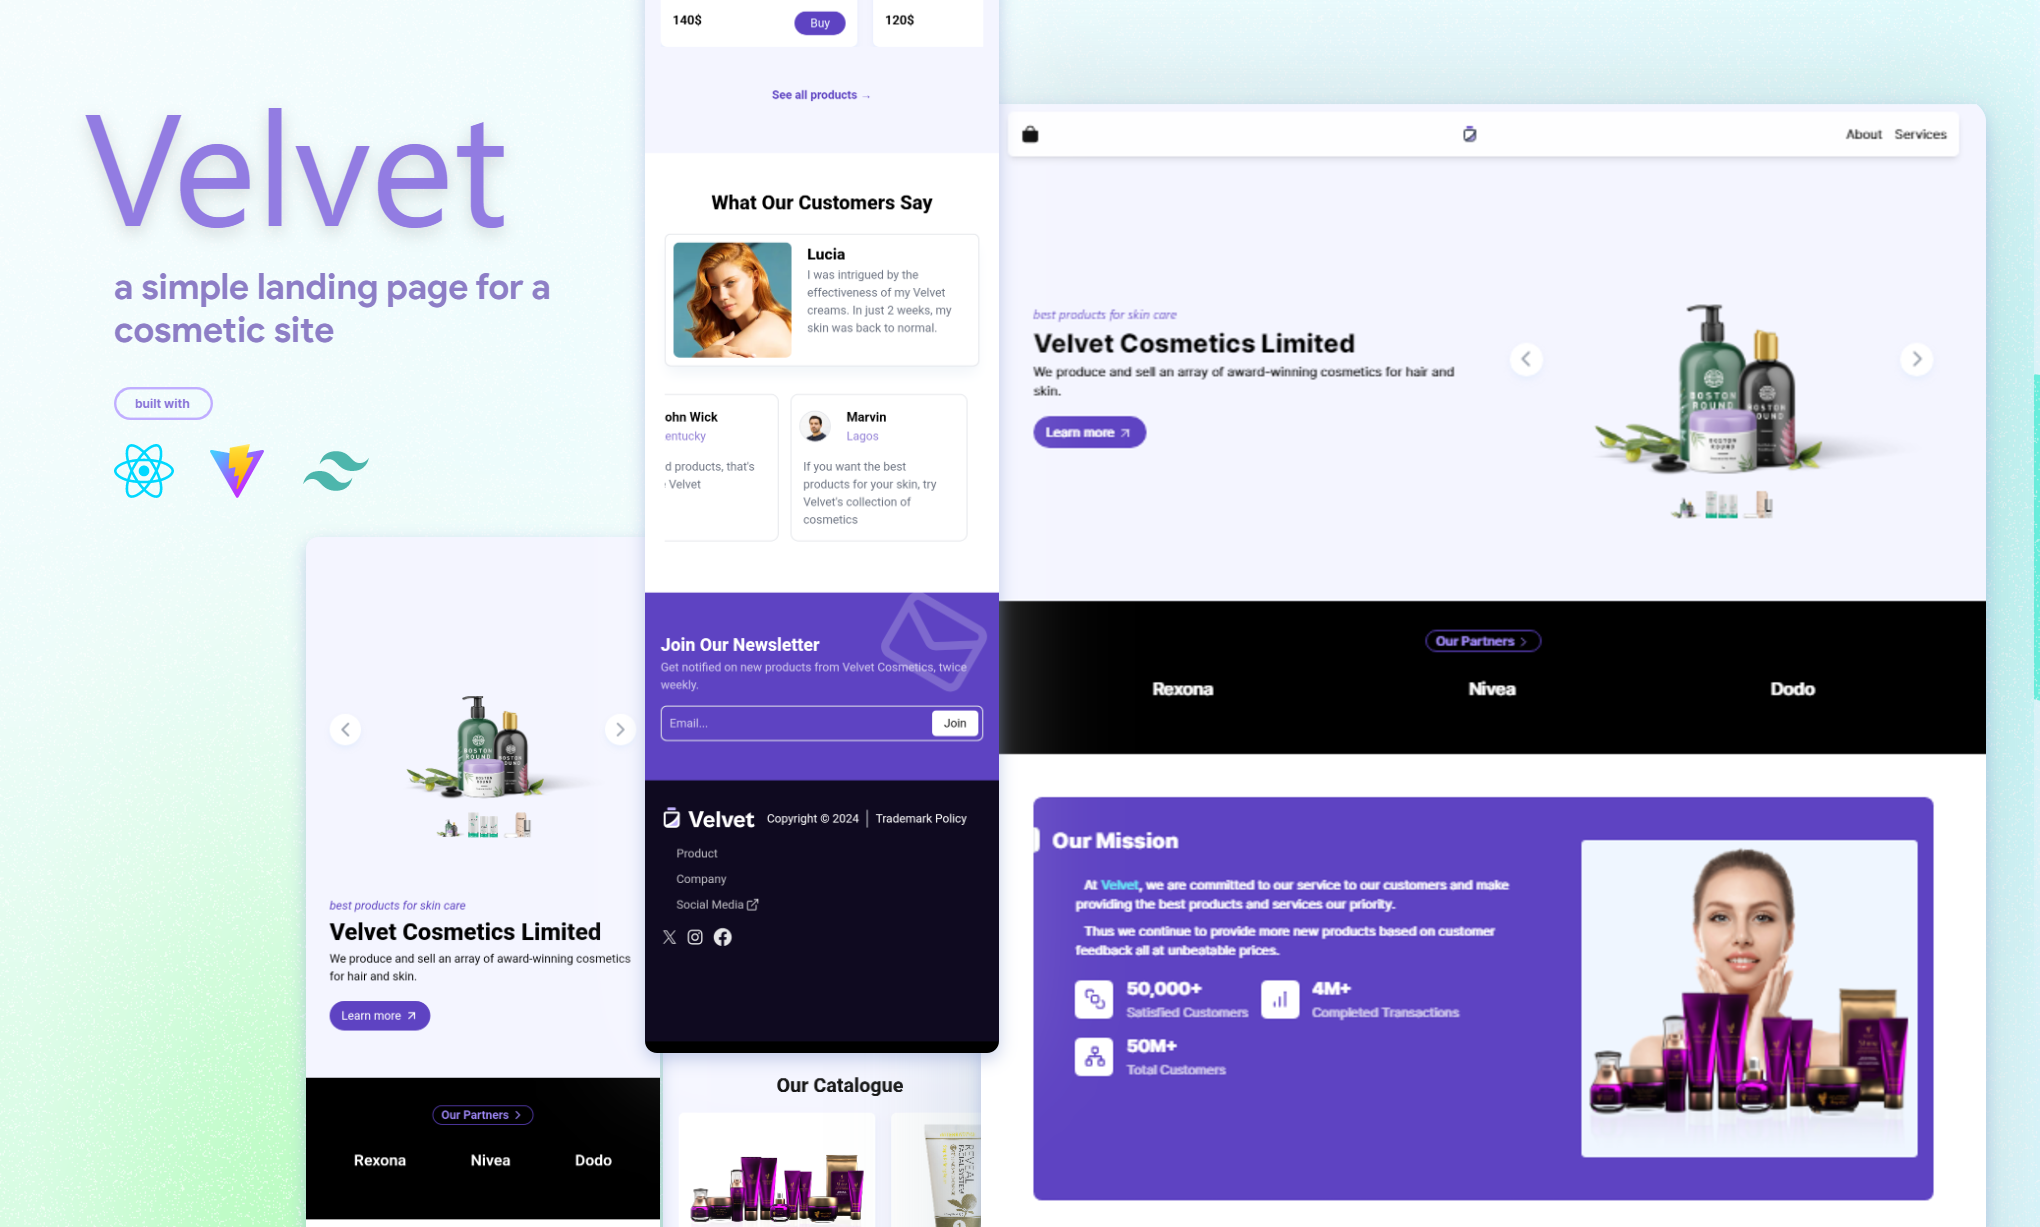 Velvet
a simple landing page for a
cosmetic site
built with
best products for skin care
Velvet Cosmetics Limited
We produce and sell an array of award-winning cosmetics
for hair and skin.
Learn more
Our Partners
Rexona
Nivea
Dodo
140$
Buy
120$
See all products →
What Our Customers Say
Lucia
I was intrigued by the
effectiveness of my Velvet
creams. In just 2 weeks, my
skin was back to normal.
ohn Wick
entucky
d products, that's
Velvet
Marvin
Lagos
If you want the best
products for your skin, try
Velvet's collection of
cosmetics
Join Our Newsletter
Get notified on new products from Velvet Cosmetics, twice
weekly.
Email...
Join
Velvet
Copyright © 2024
Trademark Policy
Product
Company
Social Media
Our Catalogue
REVEAL
FACIAL SYSTEM
About
Services
best products for skin care
Velvet Cosmetics Limited
We produce and sell an array of award-winning cosmetics for hair and
skin.
Learn more
BOSTON
ROUND
BOSTON
ROUND
BOSTON
ROUND
Our Partners
Rexona
Nivea
Dodo
Our Mission
At Velvet, we are committed to our service to our customers and make
providing the best products and services our priority.
Thus we continue to provide more new products based on customer
feedback all at unbeatable prices.
50,000+
Satisfied Customers
4M+
Completed Transactions
50M+
Total Customers